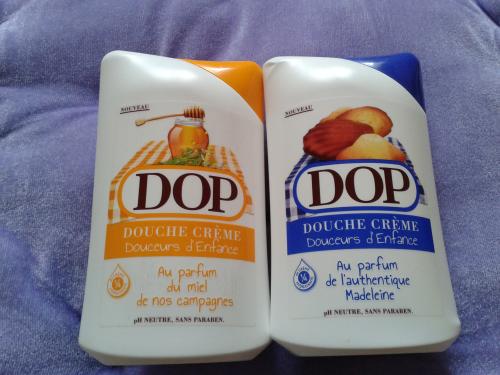 NOUVEAU
DOP
DOUCHE CRÈME
Douceurs d'Enfance
Au parfum
du miel
de nos campagnes
pH NEUTRE, SANS PARABEN.
NOUVEAU
DOP
DOUCHE CRÈME
Douceurs d'Enfance
Au parfum
de l'authentique
Madeleine
pH NEUTRE, SANS PARABEN.